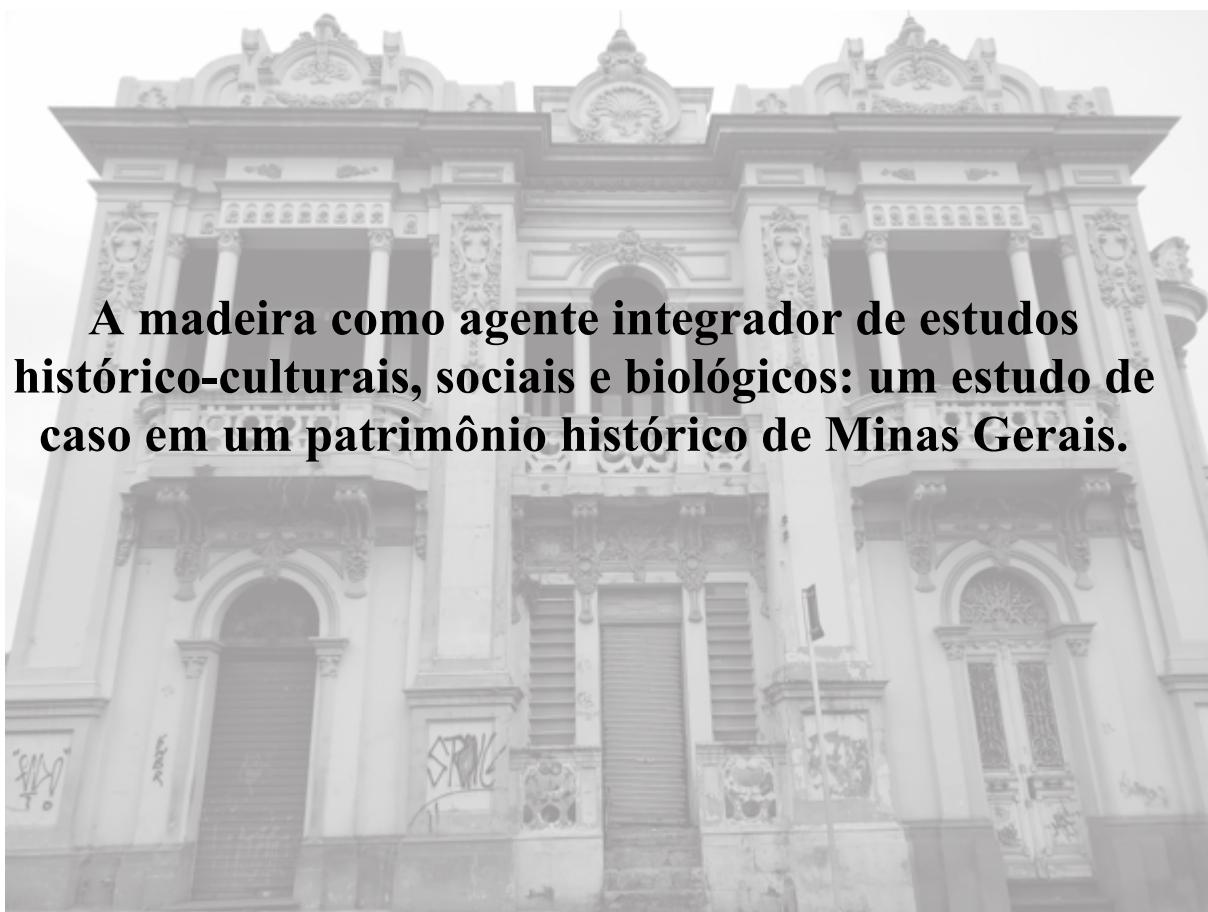 A madeira como agente integrador de estudos
histórico-culturais, sociais e biológicos: um estudo de
caso em um patrimônio histórico de Minas Gerais.
STRONG